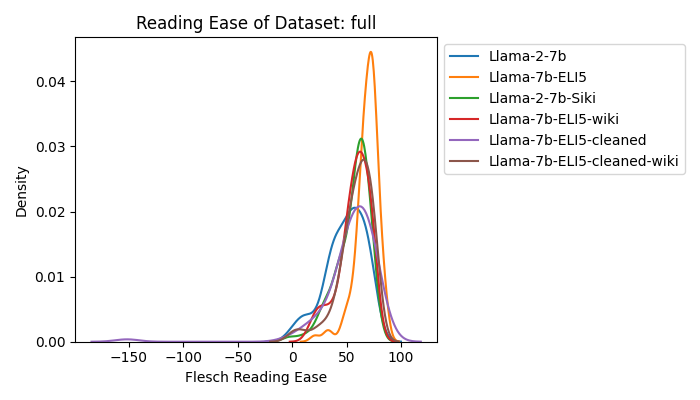 Reading Ease of Dataset: full
Llama-2-7b
Llama-7b-ELI5
Llama-2-7b-Siki
Llama-7b-ELI5-wiki
Llama-7b-ELI5-cleaned
Llama-7b-ELI5-cleaned-wiki
Density
0.04
0.03
0.02
0.01
0.00
−150
−100
−50
0
50
100
Flesch Reading Ease